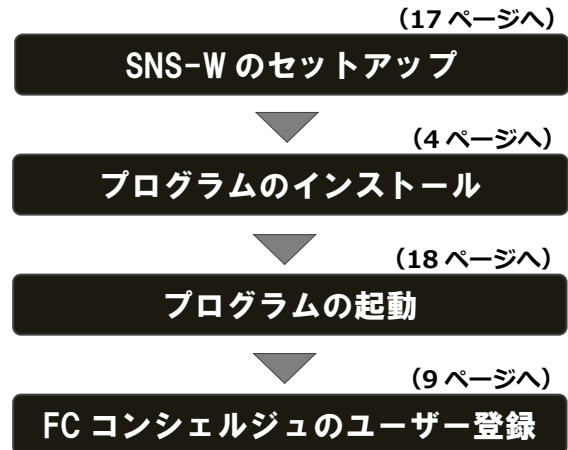 (17 ページへ)
SNS-W のセットアップ
(4 ページへ)
プログラムのインストール
(18 ページへ)
プログラムの起動
(9 ページへ)
FC コンシェルジュのユーザー登録